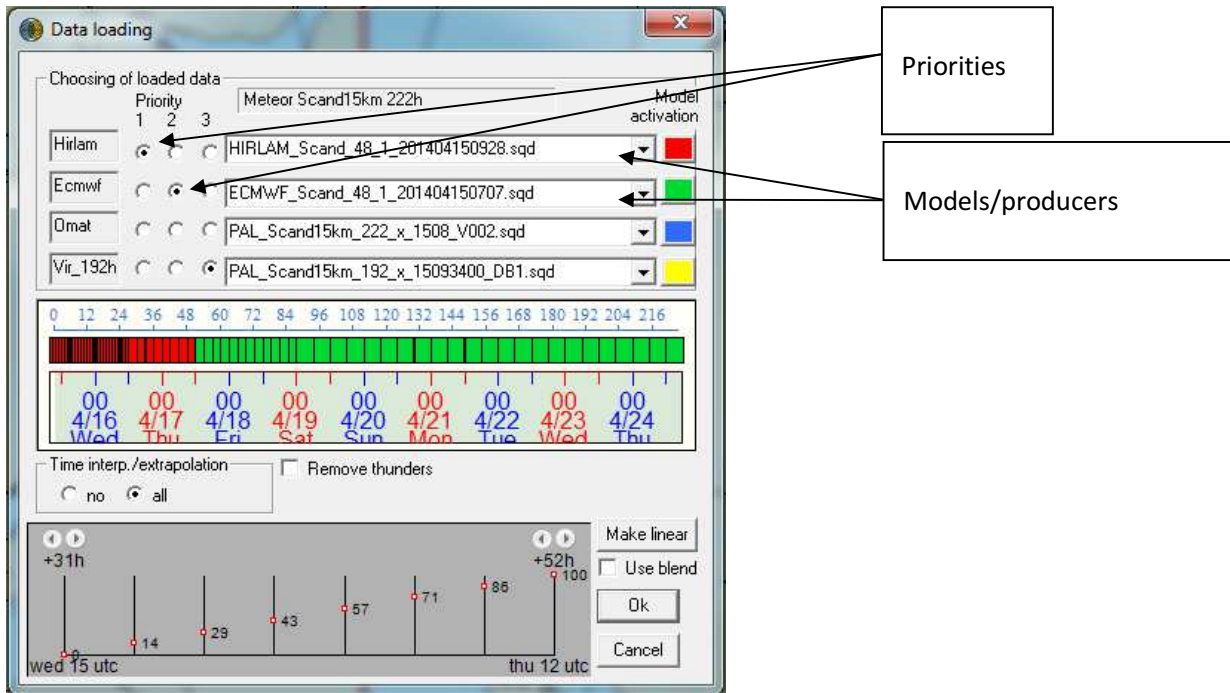 Data loading
Choosing of loaded data
Priority
1 2 3
Meteor Scand15km 222h
Model
activation
Hirlam
HIRLAM_Scand_48_1_201404150928.sqd
Ecmwf
ECMWF_Scand_48_1_201404150707.sqd
Omat
PAL_Scand15km_222_x_1508_V002.sqd
Vir_192h
PAL_Scand15km_192_x_15093400_DB1.sqd
Priorities
Models/producers
0 12 24 36 48 60 72 84 96 108 120 132 144 156 168 180 192 204 216
00 00 00 00 00 00 00 00 00
4/16 4/17 4/18 4/19 4/20 4/21 4/22 4/23 4/24
Wed Thu Fri Sat Sun Mon Tue Wed Thu
Time interp./extrapolation
no all
Remove thunders
+31h
+52h
0 14 29 43 57 71 86 100
wed 15 utc
thu 12 utc
Make linear
Use blend
Ok
Cancel